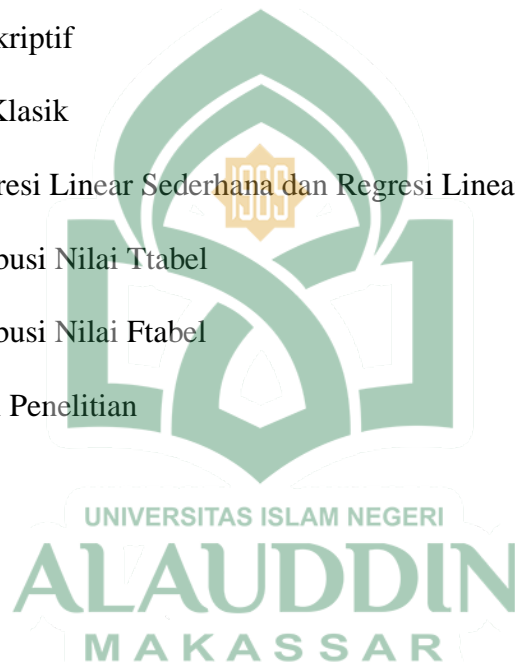 kriptif
Klasik
resi Linear Sederhana dan Regresi Linea
1965
busi Nilai Ttabel
busi Nilai Ftabel
Penelitian
UNIVERSITAS ISLAM NEGERI
ALAUDDIN
MAKASSAR